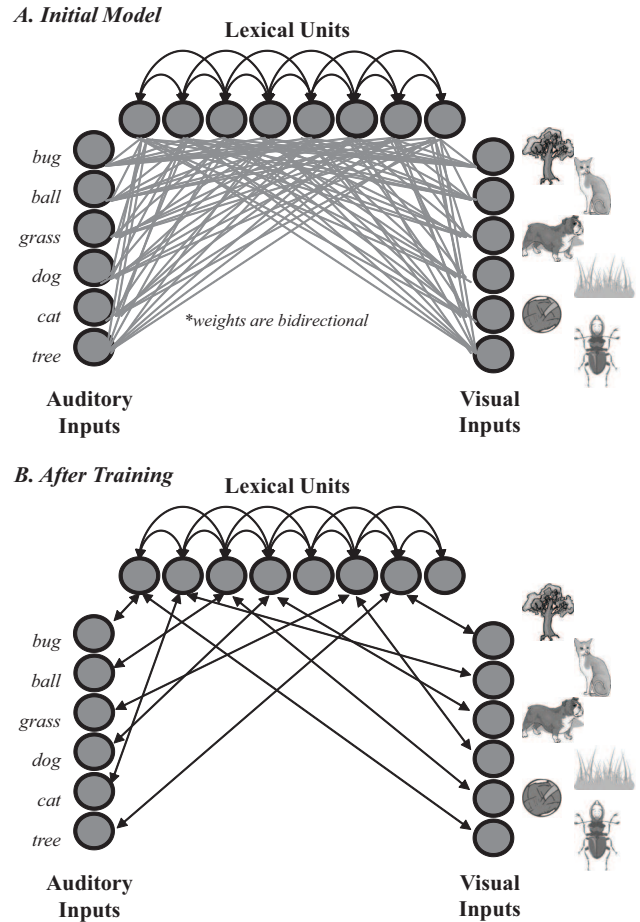 A. Initial Model
Lexical Units
bug
ball
grass
dog
cat
tree
*weights are bidirectional
Auditory
Inputs
Visual
Inputs
B. After Training
Lexical Units
bug
ball
grass
dog
cat
tree
Auditory
Inputs
Visual
Inputs